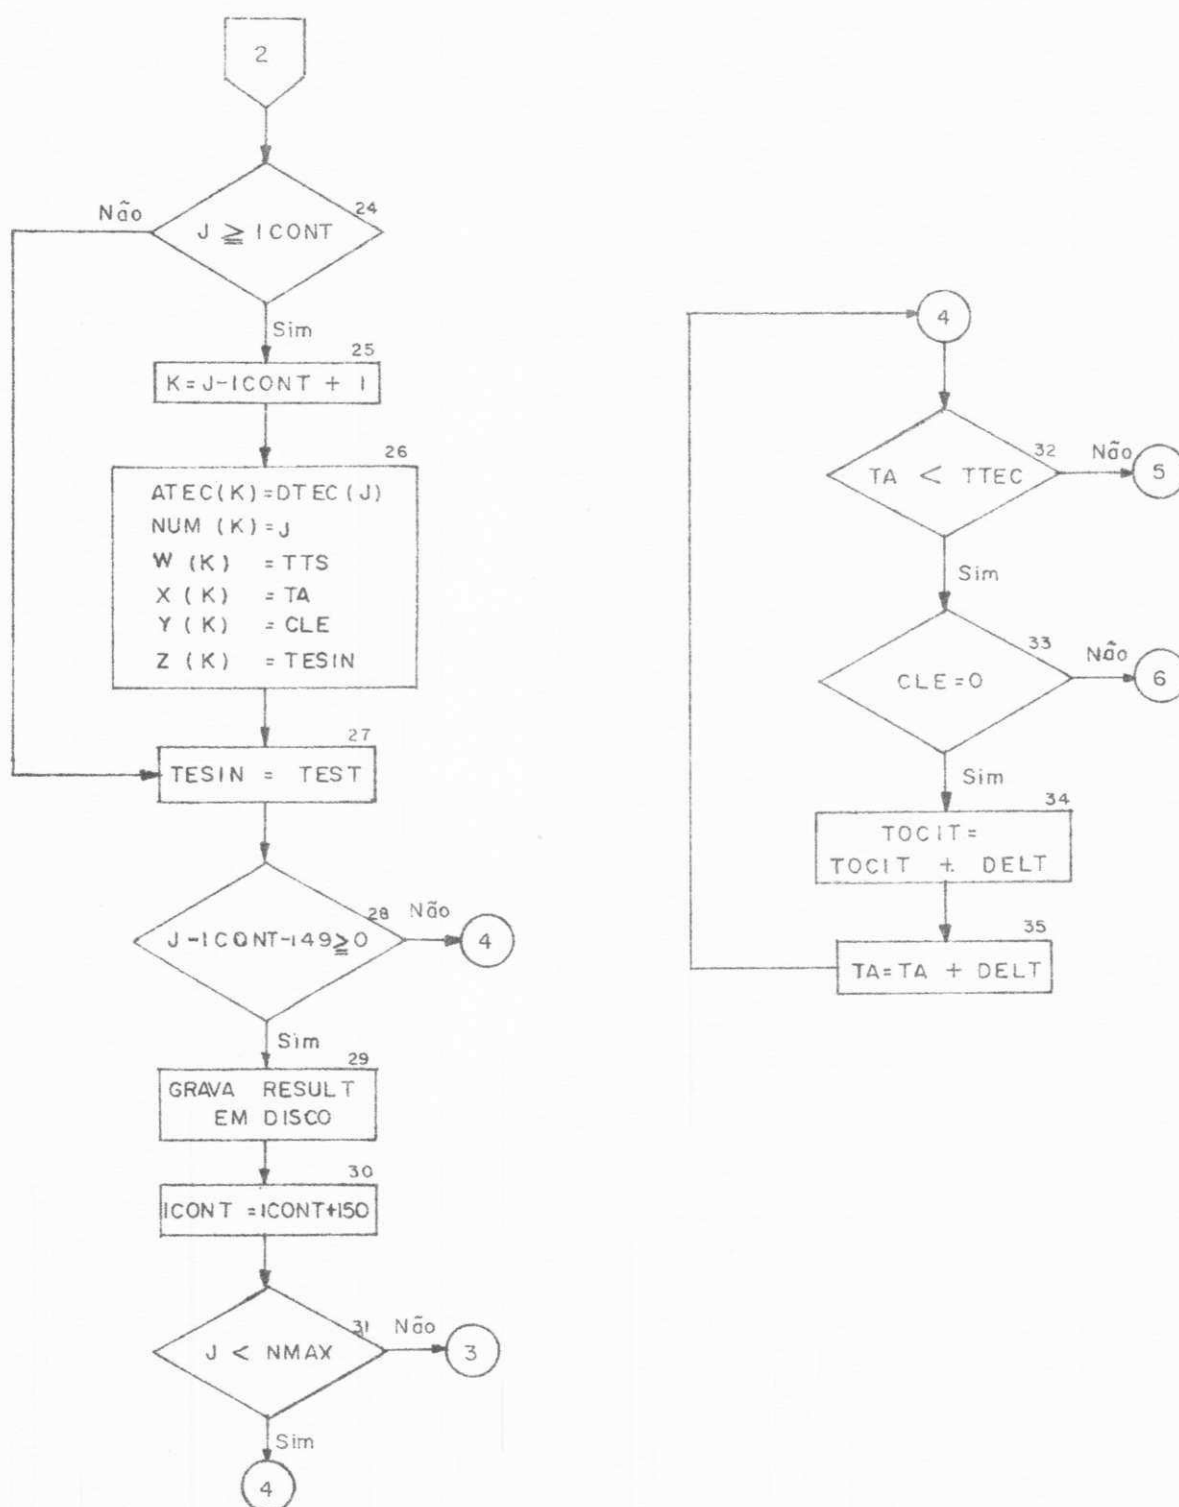 2
24
Não
J ≧ ICONT
Sim
25
K=J-ICONT + 1
26
ATEC(K)=DTEC(J)
NUM (K)=J
W (K) = TTS
X (K) = TA
Y (K) = CLE
Z (K) = TESIN
27
TESIN = TEST
28
Não
J-ICONT-149≧0
4
Sim
29
GRAVA RESULT
EM DISCO
30
ICONT =ICONT+150
31
Não
J < NMAX
3
Sim
4
4
32
Não
TA < TTEC
5
Sim
33
Não
CLE=0
6
Sim
34
TOCIT=
TOCIT + DELT
35
TA=TA + DELT